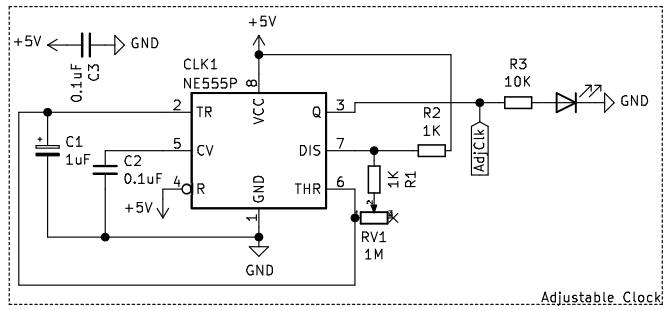 +5V
GND
0.1uF
C3
+5V
CLK1
NE555P
8
VCC
2
TR
Q
3
R3
10K
GND
R2
1K
C1
1uF
5
CV
DIS
7
AdjClk
C2
0.1uF
4
R
GND
THR
6
1K
R1
+5V
1
2
RV1
1M
GND
Adjustable Clock